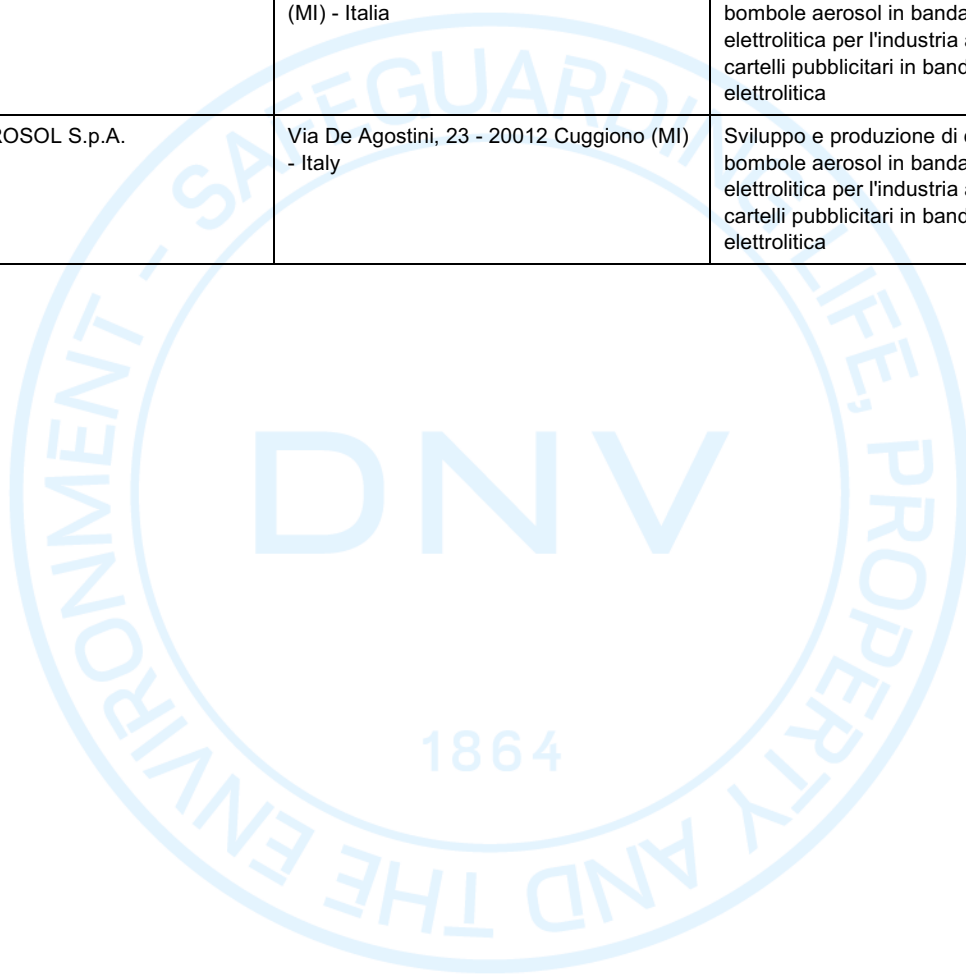 (MI) - Italia
bombole aerosol in banda
elettrolitica per l'industria
cartelli pubblicitari in
elettrolitica
ROSOL S.p.A.
Via De Agostini, 23 - 20012 Cuggiono (MI)
- Italy
Sviluppo e produzione di
bombole aerosol in banda
elettrolitica per l'industria
cartelli pubblicitari in
elettrolitica
SAFEGUARDING LIFE, PROPERTY AND THE ENVIRONMENT -
DNV
1864